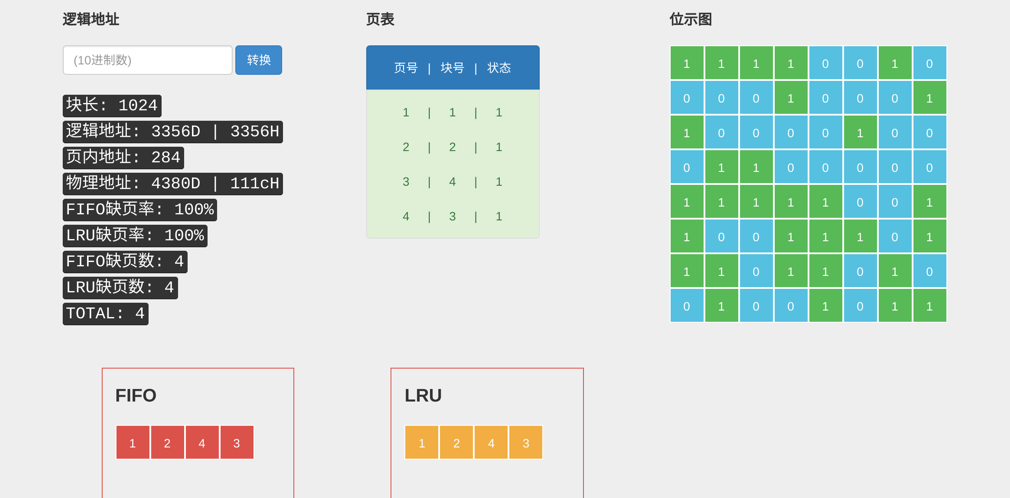 逻辑地址
(10进制数) 转换
块长: 1024
逻辑地址: 3356D | 3356H
页内地址: 284
物理地址: 4380D | 111cH
FIFO缺页率: 100%
LRU缺页率: 100%
FIFO缺页数: 4
LRU缺页数: 4
TOTAL: 4
页表
页号 | 块号 | 状态
1 | 1 | 1
2 | 2 | 1
3 | 4 | 1
4 | 3 | 1
位示图
1 1 1 1 0 0 1 0
0 0 0 1 0 0 0 1
1 0 0 0 0 1 0 0
0 1 1 0 0 0 0 0
1 1 1 1 1 0 0 1
1 0 0 1 1 1 0 1
1 1 0 1 1 0 1 0
0 1 0 0 1 0 1 1
FIFO
1 2 4 3
LRU
1 2 4 3